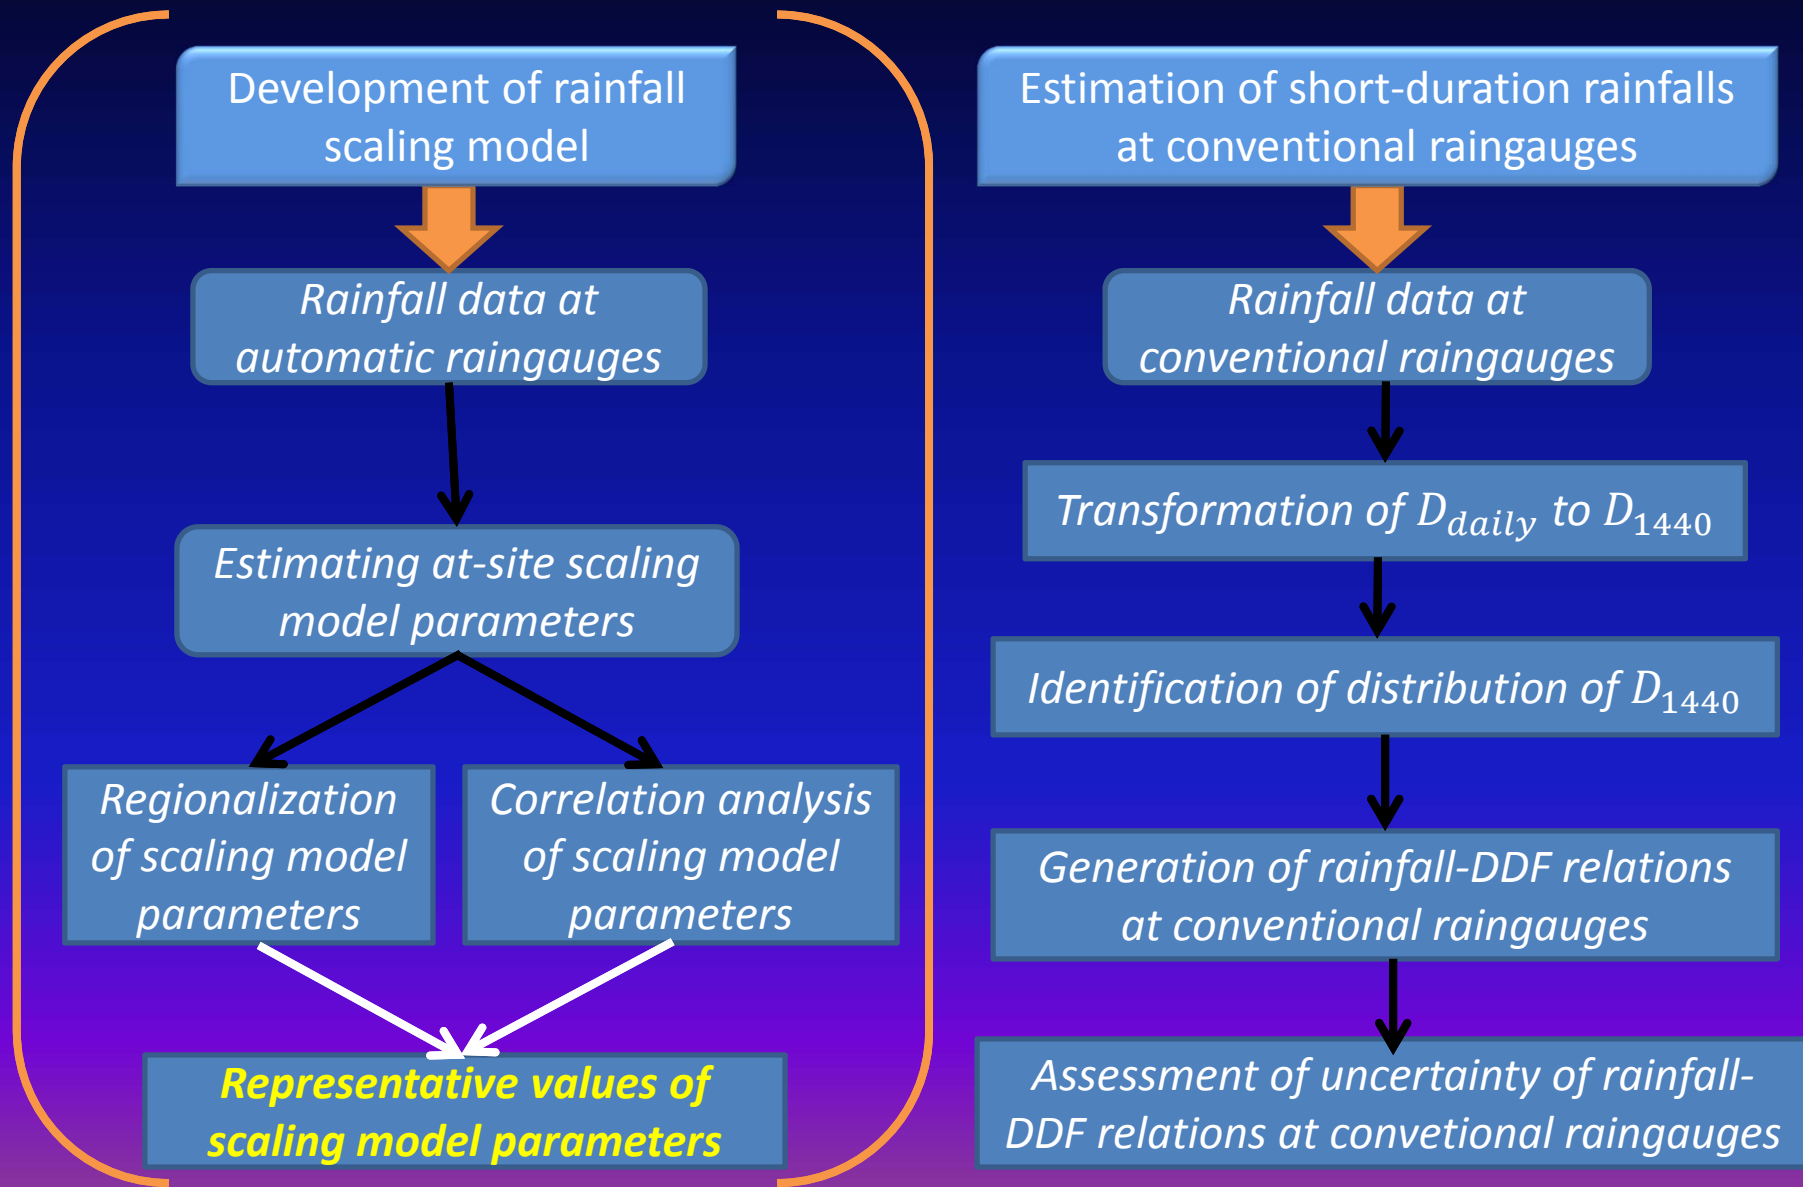 Development of rainfall
scaling model
Rainfall data at
automatic raingauges
Estimating at-site scaling
model parameters
Regionalization
of scaling model
parameters
Correlation analysis
of scaling model
parameters
Representative values of
scaling model parameters
Estimation of short-duration rainfalls
at conventional raingauges
Rainfall data at
conventional raingauges
Transformation of D_daily to D_1440
Identification of distribution of D_1440
Generation of rainfall-DDF relations
at conventional raingauges
Assessment of uncertainty of rainfall-
DDF relations at convetional raingauges